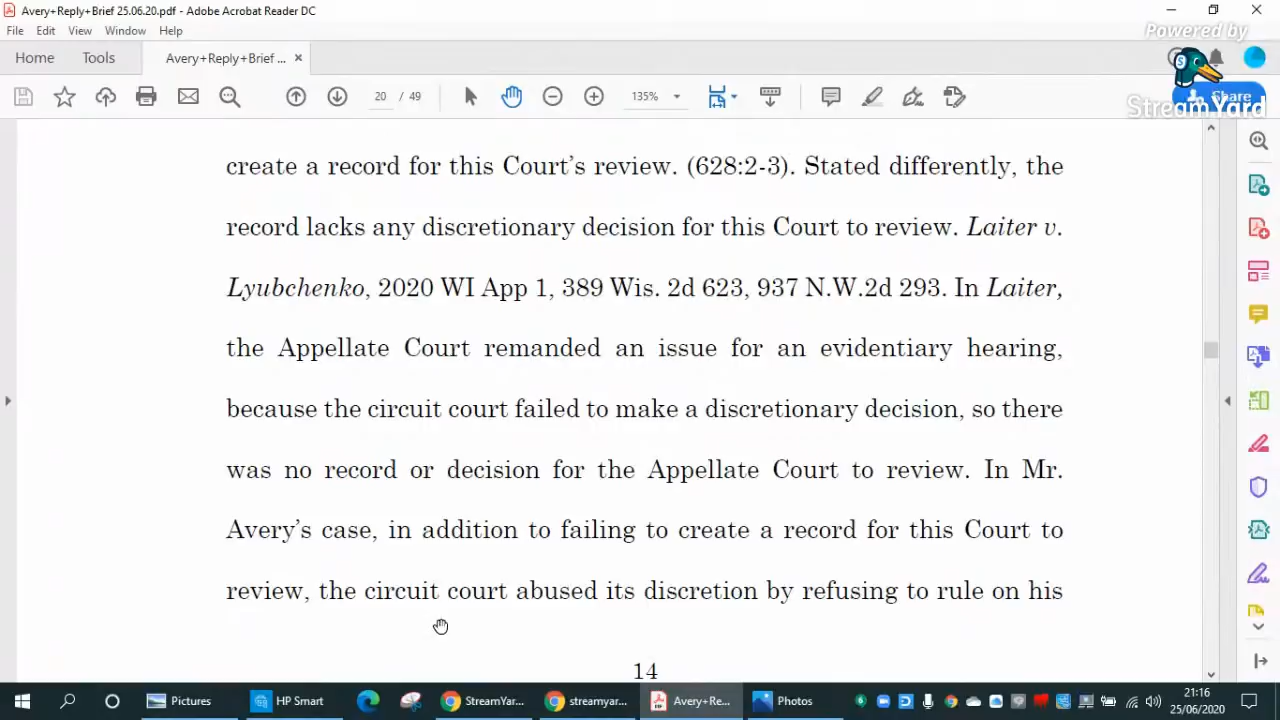 Avery+Reply+Brief 25.06.20.pdf - Adobe Acrobat Reader DC
File Edit View Window Help
Powered by
Home Tools Avery+Reply+Brief ... ×
StreamYard
Share
20 / 49 135%
create a record for this Court's review. (628:2-3). Stated differently, the
record lacks any discretionary decision for this Court to review. Laiter v.
Lyubchenko, 2020 WI App 1, 389 Wis. 2d 623, 937 N.W.2d 293. In Laiter,
the Appellate Court remanded an issue for an evidentiary hearing,
because the circuit court failed to make a discretionary decision, so there
was no record or decision for the Appellate Court to review. In Mr.
Avery's case, in addition to failing to create a record for this Court to
review, the circuit court abused its discretion by refusing to rule on his
14
Pictures HP Smart StreamYar... streamyar... Avery+Re... Photos
21:16
25/06/2020